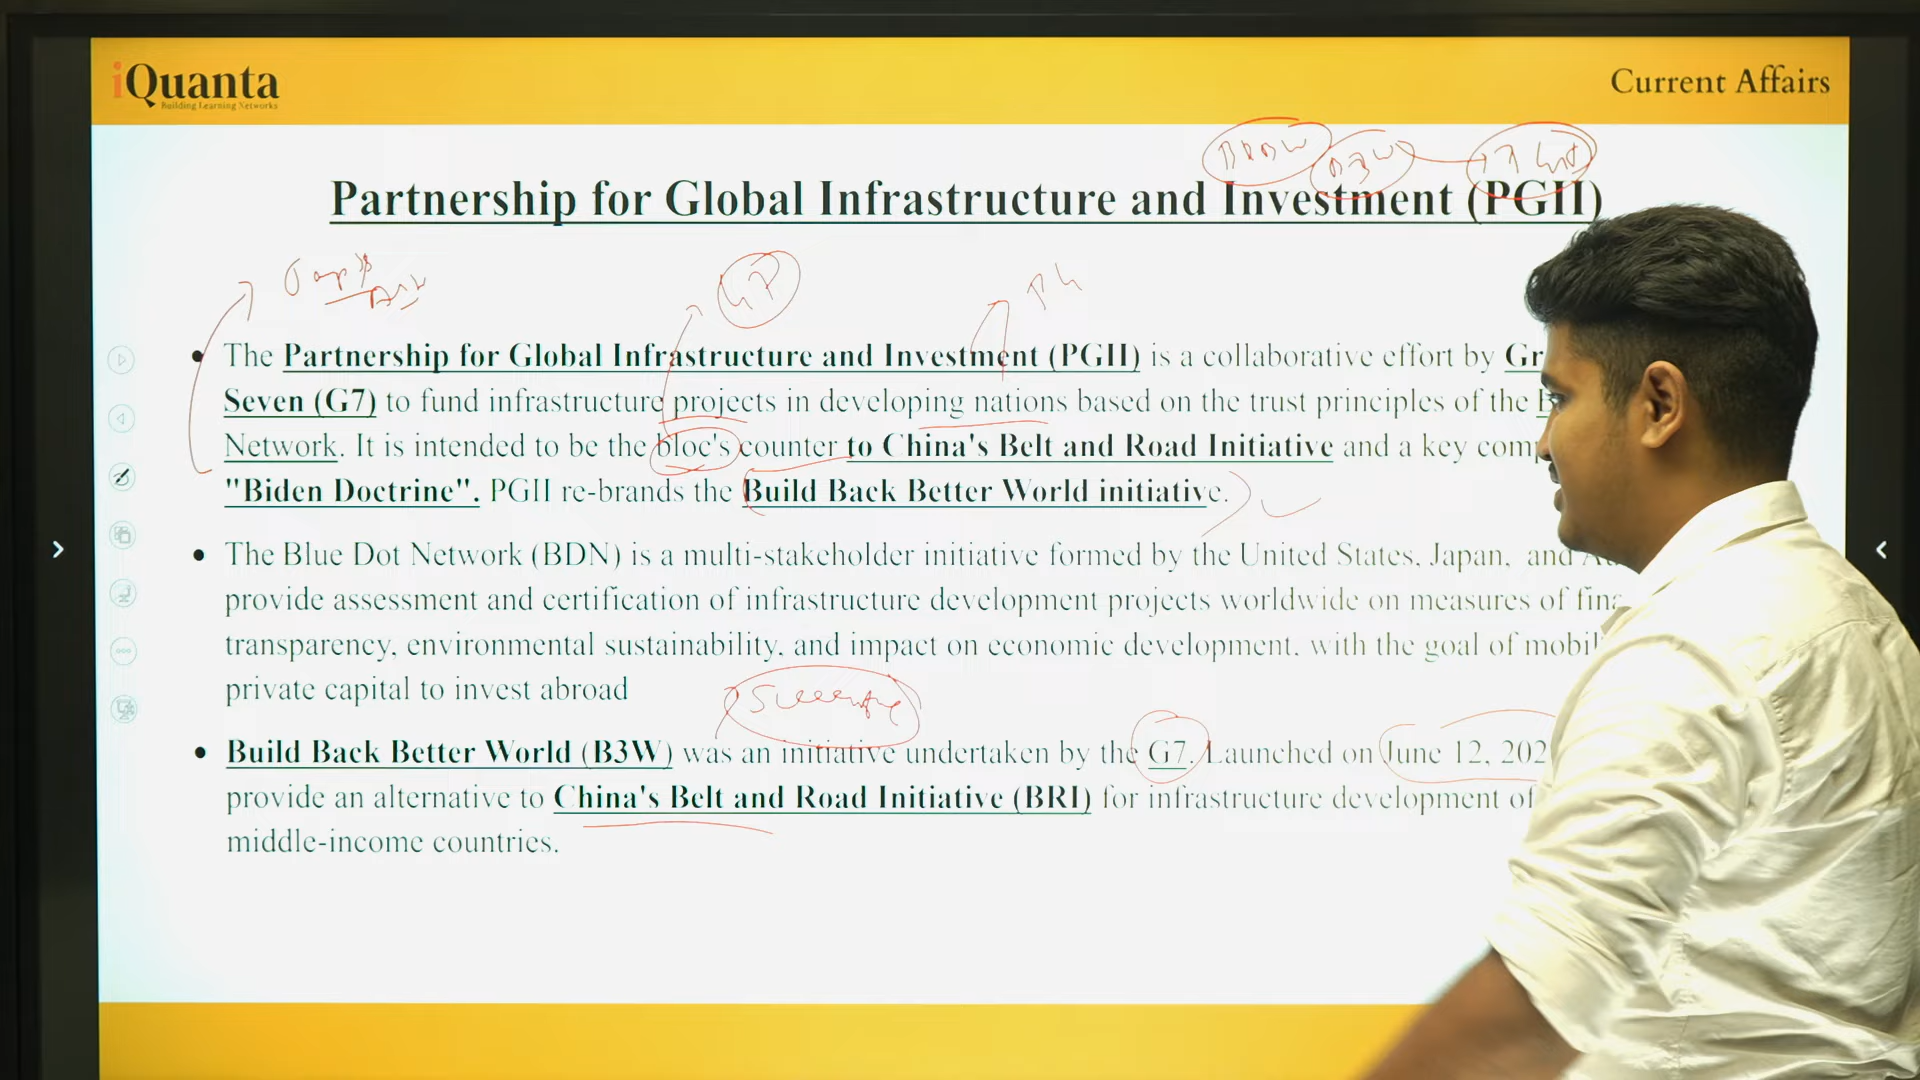 iQuanta
Building Learning Networks
Current Affairs
B3W
Partnership for Global Infrastructure and Investment (PGII)
G7
• The Partnership for Global Infrastructure and Investment (PGII) is a collaborative effort by
Seven (G7) to fund infrastructure projects in developing nations based on the trust principles of the
Network. It is intended to be the bloc's counter to China's Belt and Road Initiative and a key
"Biden Doctrine". PGII re-brands the Build Back Better World initiative.
• The Blue Dot Network (BDN) is a multi-stakeholder initiative formed by the United States, Japan, and
provide assessment and certification of infrastructure development projects worldwide on measures of
transparency, environmental sustainability, and impact on economic development, with the goal of
private capital to invest abroad
• Build Back Better World (B3W) was an initiative undertaken by the G7. Launched on June 12, 202
provide an alternative to China's Belt and Road Initiative (BRI) for infrastructure development of
middle-income countries.